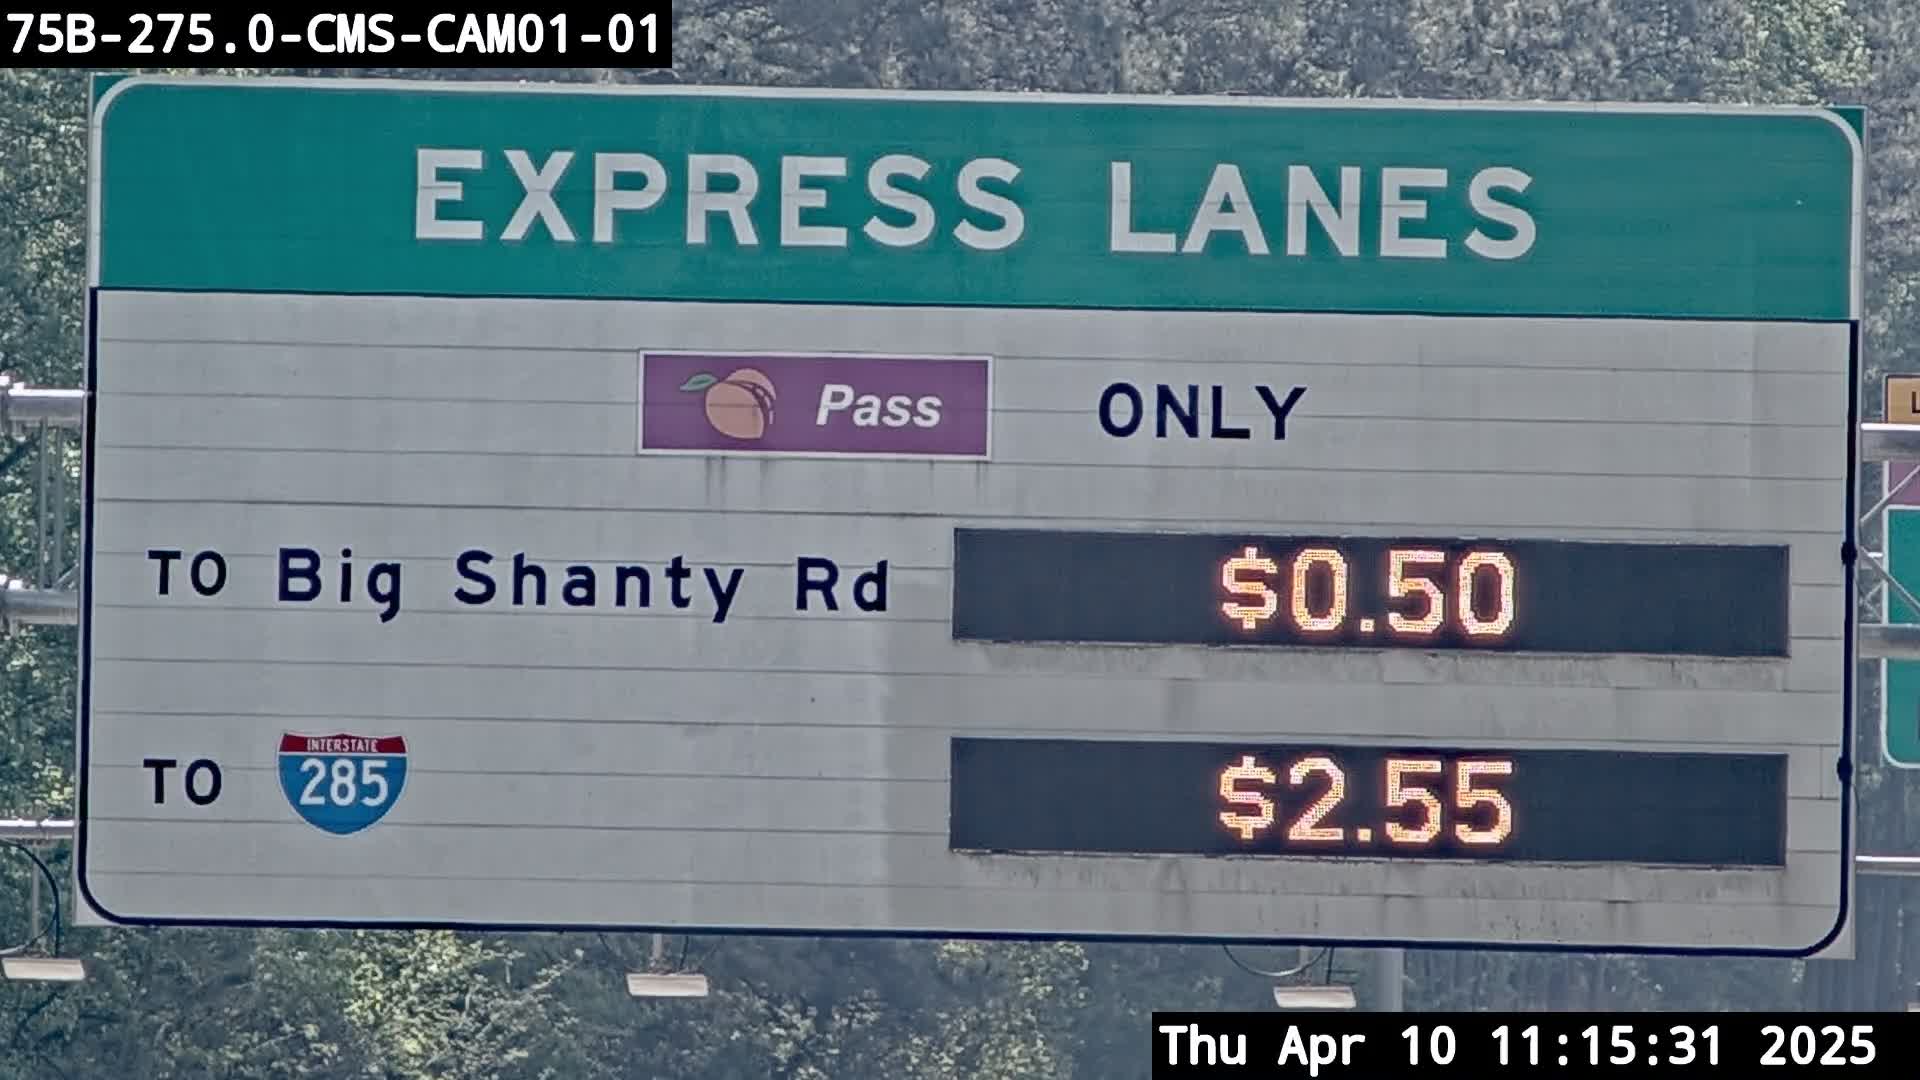 75B-275.0-CMS-CAM01-01
EXPRESS LANES
Pass ONLY
TO Big Shanty Rd $0.50
TO INTERSTATE 285 $2.55
Thu Apr 10 11:15:31 2025